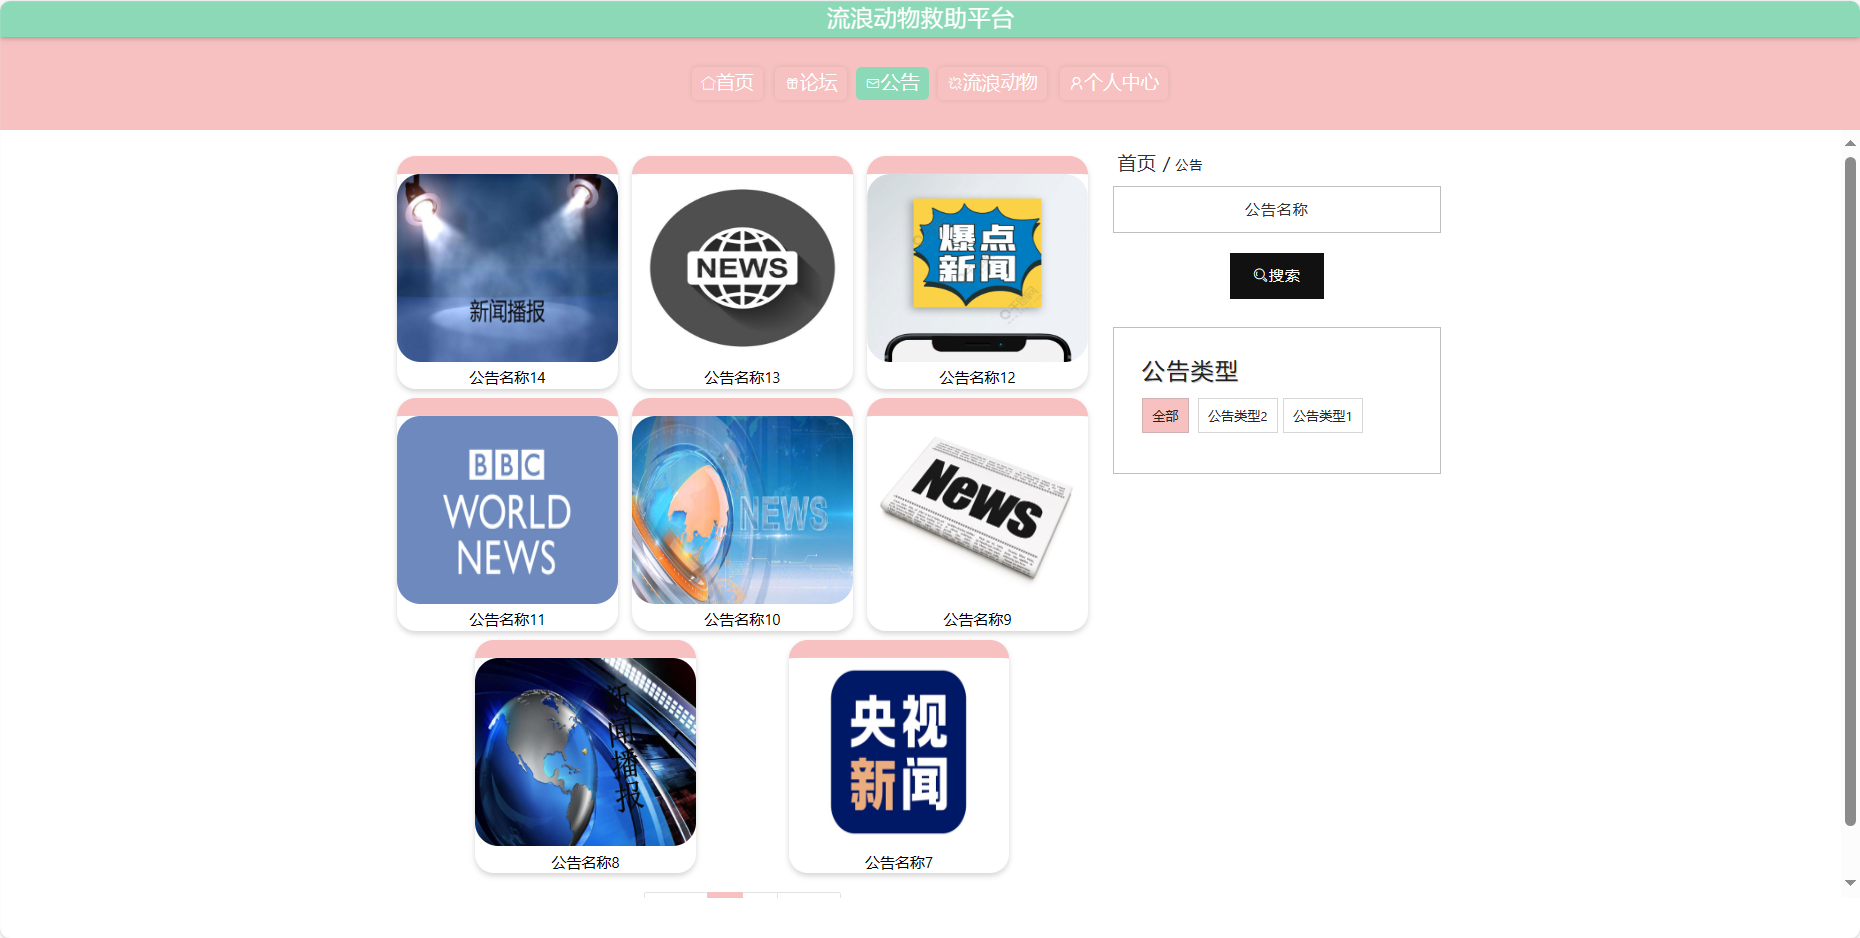 流浪动物救助平台
首页
论坛
公告
流浪动物
个人中心
新闻播报
公告名称14
NEWS
公告名称13
爆点
新闻
公告名称12
BBC
WORLD
NEWS
公告名称11
NEWS
公告名称10
News
公告名称9
新闻播报
公告名称8
央视
新闻
公告名称7
首页 / 公告
公告名称
搜索
公告类型
全部
公告类型2
公告类型1